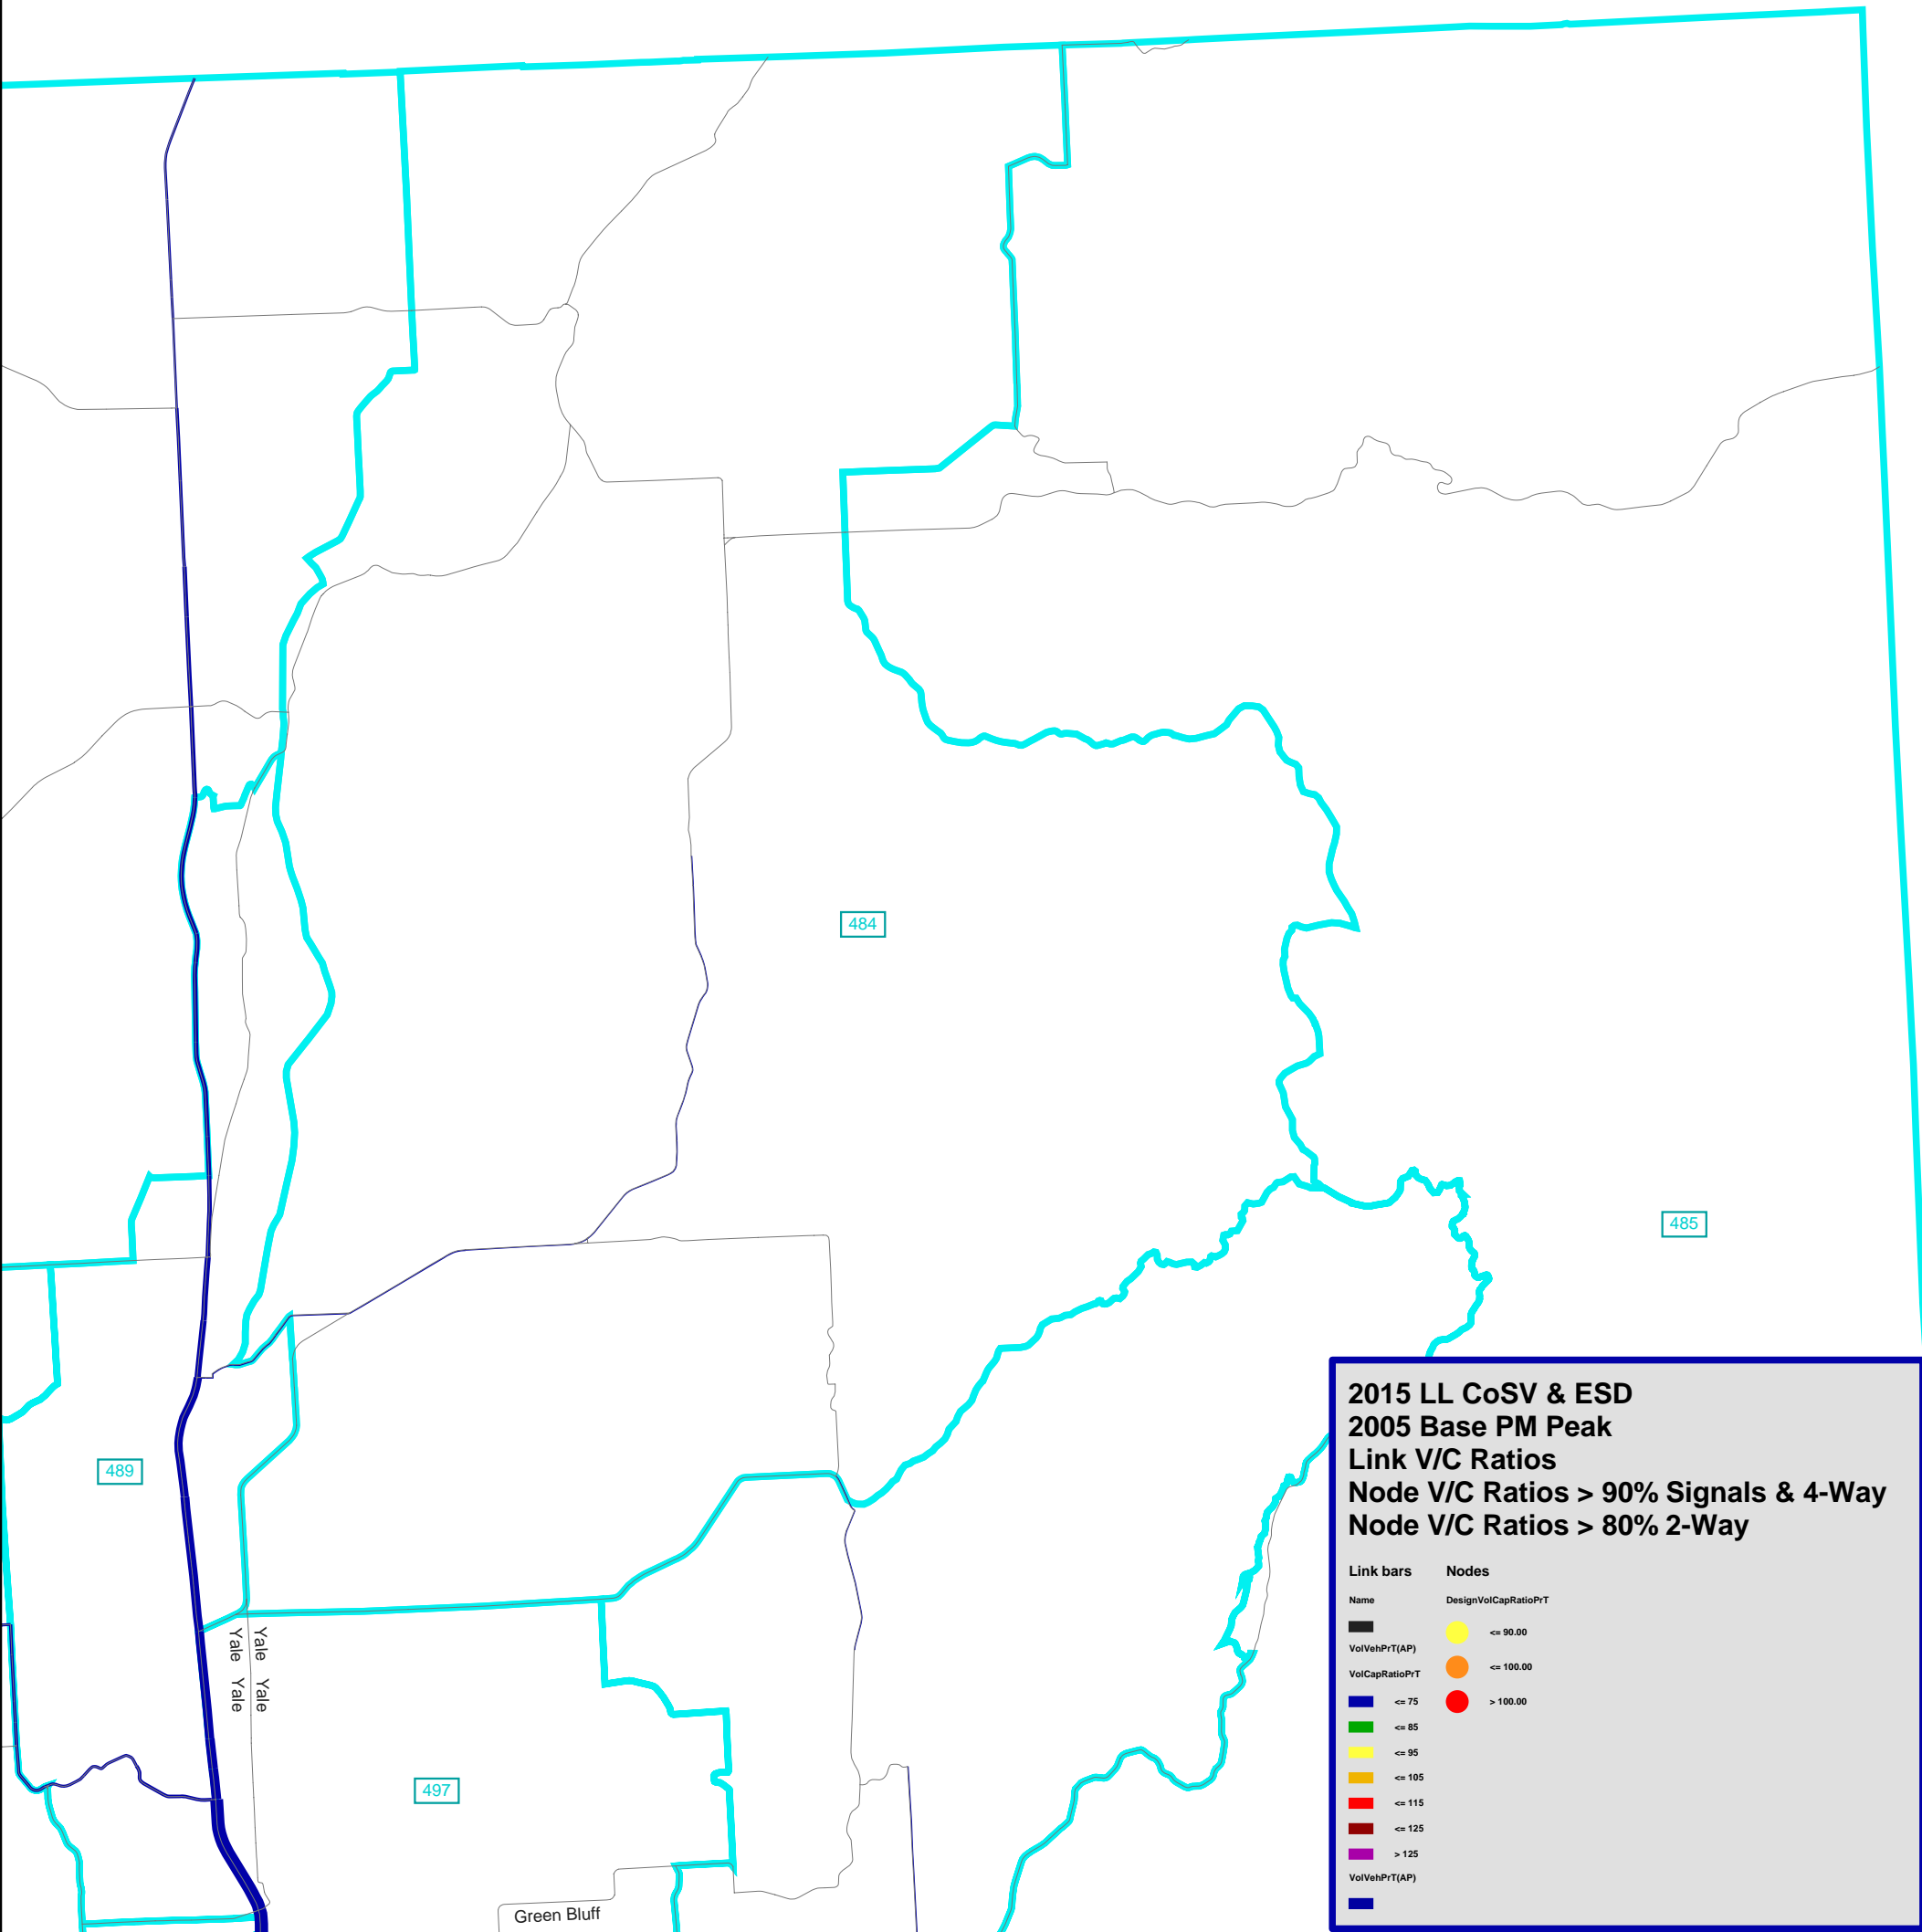 484
485
489
Yale Yale
Yale Yale
497
Green Bluff
2015 LL CoSV & ESD
2005 Base PM Peak
Link V/C Ratios
Node V/C Ratios > 90% Signals & 4-Way
Node V/C Ratios > 80% 2-Way
Link bars Nodes
Name DesignVolCapRatioPrT
<= 90.00
VolVehPrT(AP)
<= 100.00
VolCapRatioPrT
<= 75 > 100.00
<= 85
<= 95
<= 105
<= 115
<= 125
> 125
VolVehPrT(AP)